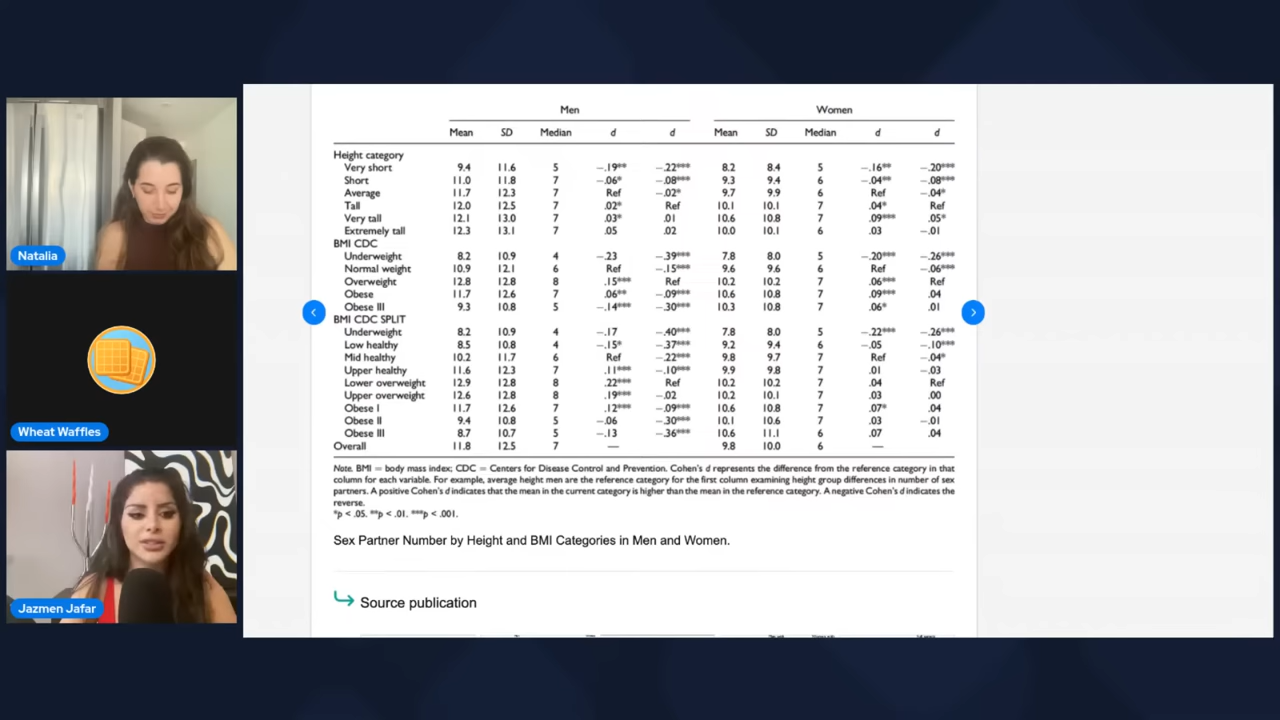 Natalia
Wheat Waffles
Jazmen Jafar
Men Women
Mean SD Median d d Mean SD Median d d
Height category
Very short 9.4 11.6 5 −.19** −.22*** 8.2 8.4 5 −.16** −.20***
Short 11.0 11.8 7 −.06* −.08*** 9.3 9.4 6 −.04** −.08***
Average 11.7 12.3 7 Ref −.02* 9.7 9.9 6 Ref −.04*
Tall 12.0 12.5 7 .02* Ref 10.1 10.1 7 .04* Ref
Very tall 12.1 13.0 7 .03* .01 10.6 10.8 7 .09*** .05*
Extremely tall 12.3 13.1 7 .05 .02 10.0 10.1 6 .03 −.01
BMI CDC
Underweight 8.2 10.9 4 −.23 −.39*** 7.8 8.0 5 −.20*** −.26***
Normal weight 10.9 12.1 6 Ref −.15*** 9.6 9.6 6 Ref −.06***
Overweight 12.8 12.8 8 .15*** Ref 10.2 10.2 7 .06*** Ref
Obese 11.7 12.6 7 .06** −.09*** 10.6 10.8 7 .09*** .04
Obese III 9.3 10.8 5 −.14*** −.30*** 10.3 10.8 7 .06* .01
BMI CDC SPLIT
Underweight 8.2 10.9 4 −.17 −.40*** 7.8 8.0 5 −.22*** −.26***
Low healthy 8.5 10.8 4 −.15* −.37*** 9.2 9.4 6 −.05 −.10***
Mid healthy 10.2 11.7 6 Ref −.22*** 9.8 9.7 7 Ref −.04*
Upper healthy 11.6 12.3 7 .11*** −.10*** 9.9 9.8 7 .01 −.03
Lower overweight 12.9 12.8 8 .22*** Ref 10.2 10.2 7 .04 Ref
Upper overweight 12.6 12.8 8 .19*** −.02 10.2 10.1 7 .03 .00
Obese I 11.7 12.6 7 .12*** −.09*** 10.6 10.8 7 .07* .04
Obese II 9.4 10.8 5 −.06 −.30*** 10.1 10.6 7 .03 −.01
Obese III 8.7 10.7 5 −.13 −.36*** 10.6 11.1 6 .07 .04
Overall 11.8 12.5 7 — 9.8 10.0 6 —
Note. BMI = body mass index; CDC = Centers for Disease Control and Prevention. Cohen's d represents the difference from the reference category in that
column for each variable. For example, average height men are the reference category for the first column examining height group differences in number of sex
partners. A positive Cohen's d indicates that the mean in the current category is higher than the mean in the reference category. A negative Cohen's d indicates the
reverse.
*p < .05. **p < .01. ***p < .001.
Sex Partner Number by Height and BMI Categories in Men and Women.
Source publication